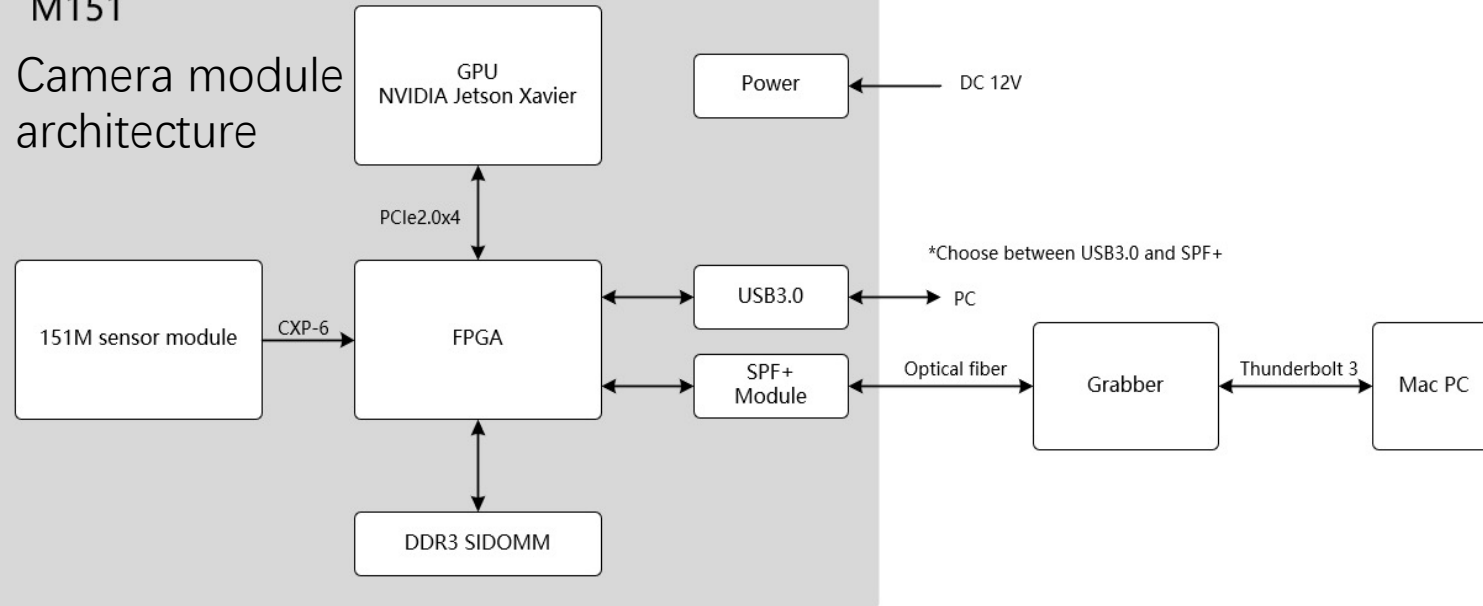 M151
Camera module
architecture
GPU
NVIDIA Jetson Xavier
Power
DC 12V
PCIe2.0x4
*Choose between USB3.0 and SPF+
151M sensor module
CXP-6
FPGA
USB3.0
PC
SPF+
Module
Optical fiber
Grabber
Thunderbolt 3
Mac PC
DDR3 SIDOMM